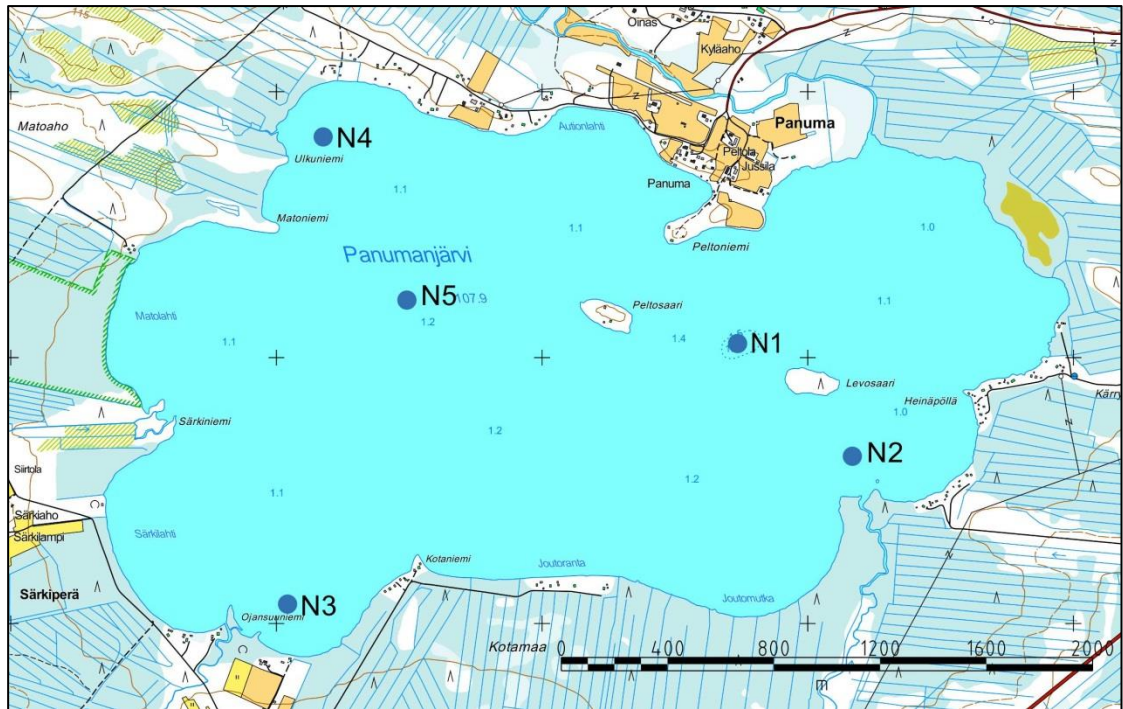 115
Oinas
Kyläaho
N
z
z
Matoaho
N4
Ulkuniemi
Autionlahti
Panuma
Peltola
Jussila
1.1
Panuma
Matoniemi
1.1
1.0
Peltoniemi
Panumanjärvi
N5
107.9
1.1
Matolahti
1.2
1.1
Peltosaari
1.4
N1
Levosaari
Heinäpöllä
Kärry
1.0
Särkiniemi
1.2
N2
Siirtola
1.1
1.2
Särkiaho
Särkilampi
Särkilahti
Kotaniemi
Joutoranta
Särkiperä
N3
Ojansuuniemi
Joutomutka
Kotamaa
0 400 800 1200 1600 2000
m